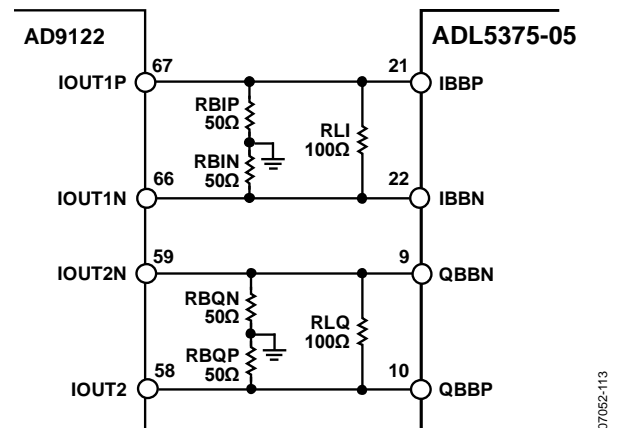 AD9122
ADL5375-05
IOUT1P
67
21
IBBP
RBIP
50Ω
RBIN
50Ω
RLI
100Ω
IOUT1N
66
22
IBBN
IOUT2N
59
9
QBBN
RBQN
50Ω
RBQP
50Ω
RLQ
100Ω
IOUT2
58
10
QBBP
07052-113